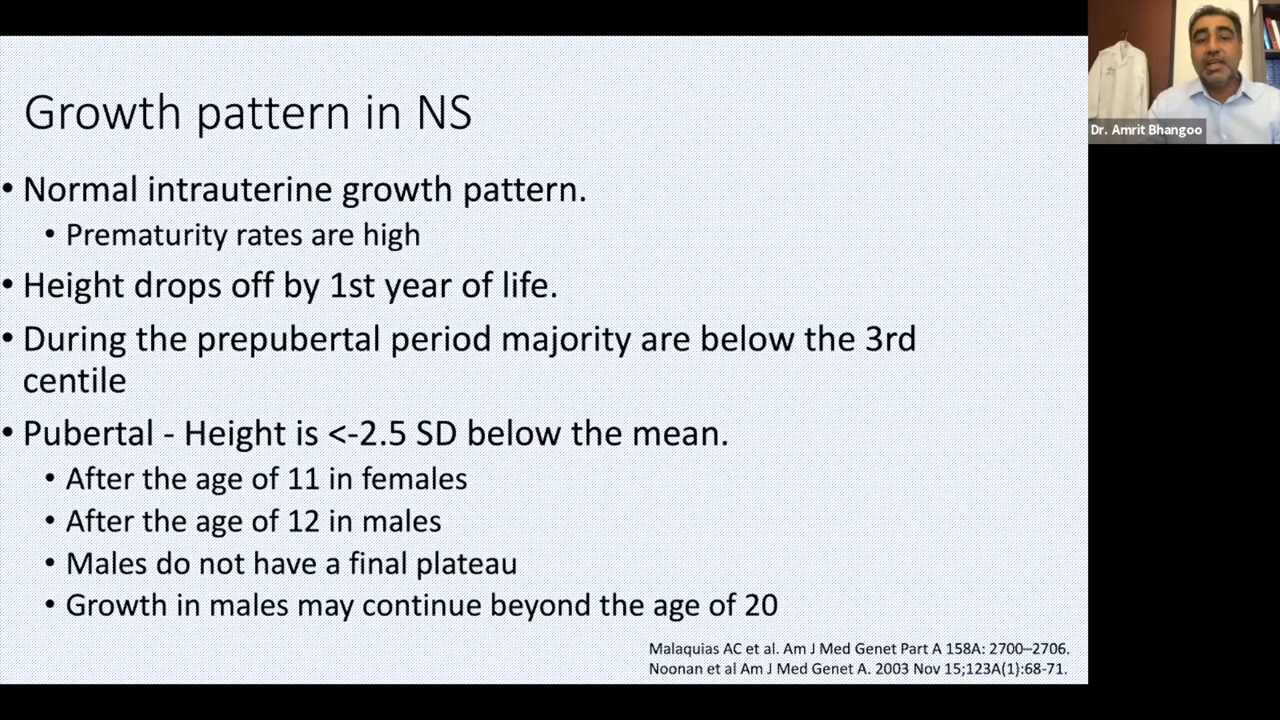 Growth pattern in NS
• Normal intrauterine growth pattern.
• Prematurity rates are high
• Height drops off by 1st year of life.
• During the prepubertal period majority are below the 3rd
centile
• Pubertal - Height is <-2.5 SD below the mean.
• After the age of 11 in females
• After the age of 12 in males
• Males do not have a final plateau
• Growth in males may continue beyond the age of 20
Malaquias AC et al. Am J Med Genet Part A 158A: 2700–2706.
Noonan et al Am J Med Genet A. 2003 Nov 15;123A(1):68-71.
Dr. Amrit Bhangoo